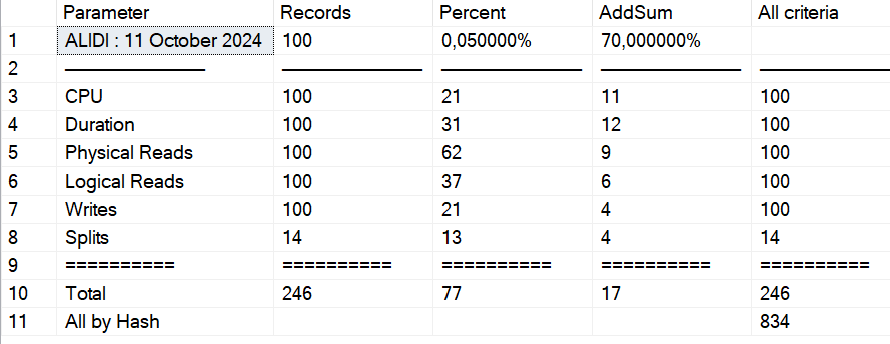 Parameter Records Percent AddSum All criteria
1 ALIDI : 11 October 2024 100 0,050000% 70,000000%
2 ────────── ────────── ────────── ────────── ──────────
3 CPU 100 21 11 100
4 Duration 100 31 12 100
5 Physical Reads 100 62 9 100
6 Logical Reads 100 37 6 100
7 Writes 100 21 4 100
8 Splits 14 13 4 14
9 ========== ========== ========== ========== ==========
10 Total 246 77 17 246
11 All by Hash 834